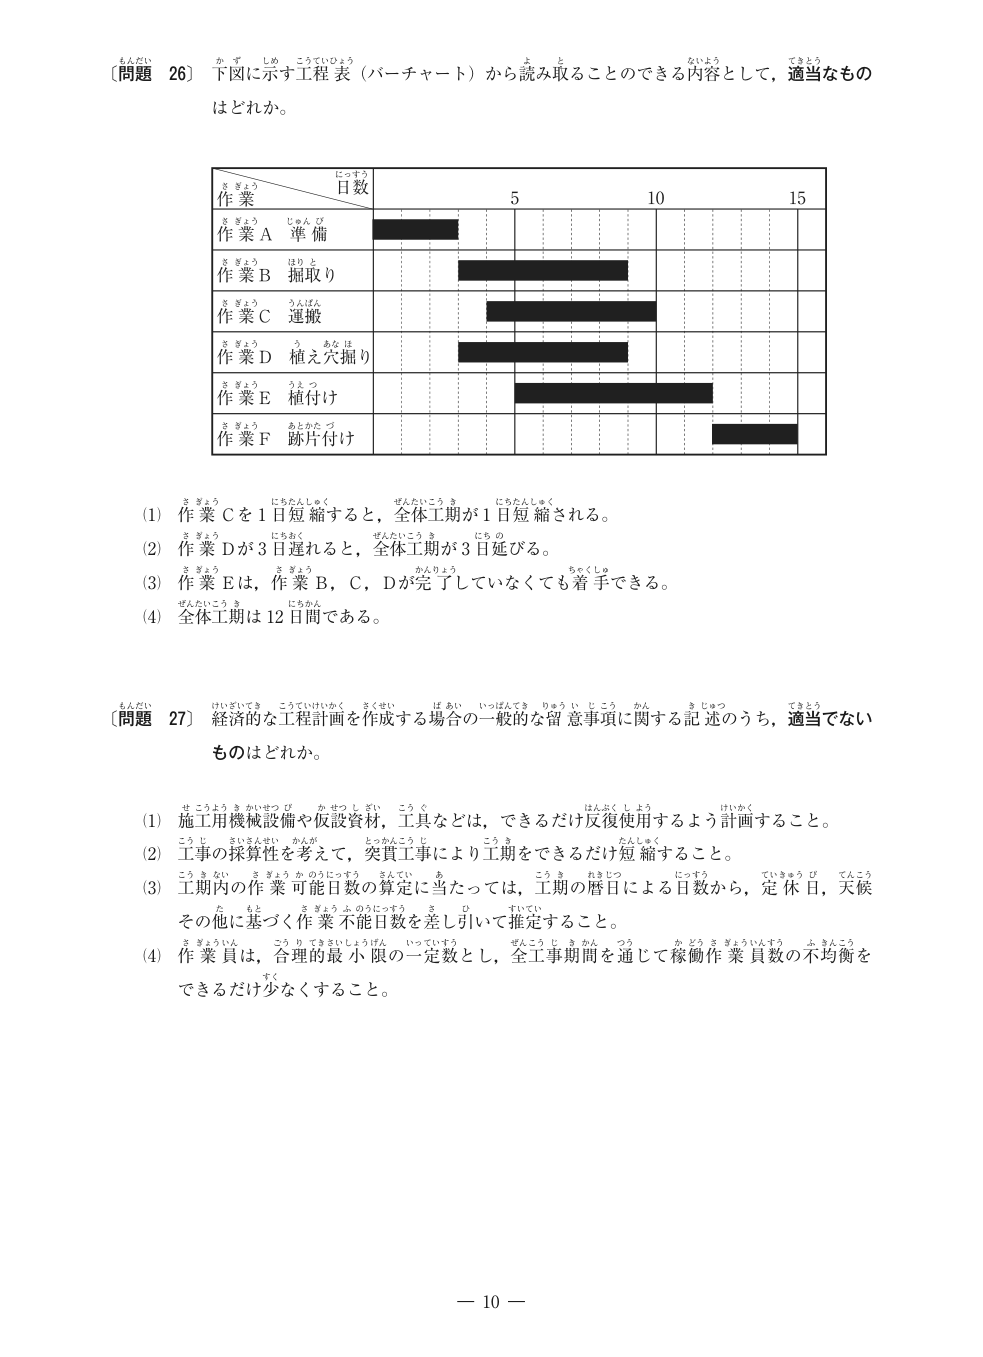 〔問題 26〕 下図に示す工程表（バーチャート）から読み取ることのできる内容として，適当なもの
はどれか。
日数
作業
5 10 15
作業A 準備
作業B 掘取り
作業C 運搬
作業D 植え穴掘り
作業E 植付け
作業F 跡片付け
⑴ 作業Cを1日短縮すると，全体工期が1日短縮される。
⑵ 作業Dが3日遅れると，全体工期が3日延びる。
⑶ 作業Eは，作業B，C，Dが完了していなくても着手できる。
⑷ 全体工期は12日間である。
〔問題 27〕 経済的な工程計画を作成する場合の一般的な留意事項に関する記述のうち，適当でない
ものはどれか。
⑴ 施工用機械設備や仮設資材，工具などは，できるだけ反復使用するよう計画すること。
⑵ 工事の採算性を考えて，突貫工事により工期をできるだけ短縮すること。
⑶ 工期内の作業可能日数の算定に当たっては，工期の暦日による日数から，定休日，天候
その他に基づく作業不能日数を差し引いて推定すること。
⑷ 作業員は，合理的最小限の一定数とし，全工事期間を通じて稼働作業員数の不均衡を
できるだけ少なくすること。
— 10 —